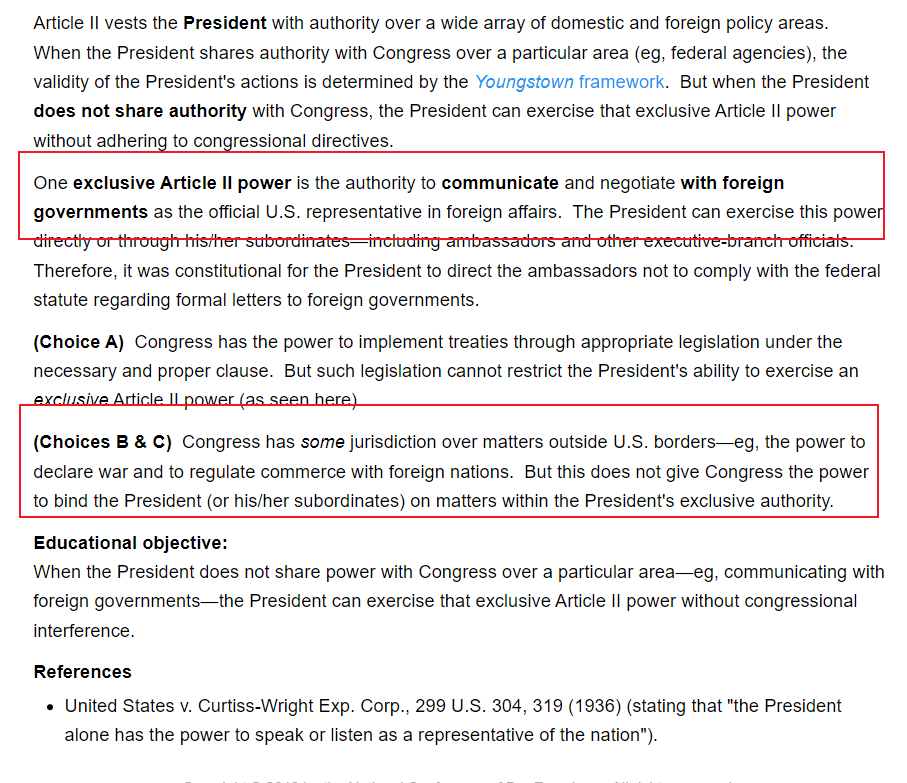 Article II vests the President with authority over a wide array of domestic and foreign policy areas.
When the President shares authority with Congress over a particular area (eg, federal agencies), the
validity of the President's actions is determined by the Youngstown framework. But when the President
does not share authority with Congress, the President can exercise that exclusive Article II power
without adhering to congressional directives.
One exclusive Article II power is the authority to communicate and negotiate with foreign
governments as the official U.S. representative in foreign affairs. The President can exercise this power
directly or through his/her subordinates—including ambassadors and other executive-branch officials.
Therefore, it was constitutional for the President to direct the ambassadors not to comply with the federal
statute regarding formal letters to foreign governments.
(Choice A) Congress has the power to implement treaties through appropriate legislation under the
necessary and proper clause. But such legislation cannot restrict the President's ability to exercise an
exclusive Article II power (as seen here).
(Choices B & C) Congress has some jurisdiction over matters outside U.S. borders—eg, the power to
declare war and to regulate commerce with foreign nations. But this does not give Congress the power
to bind the President (or his/her subordinates) on matters within the President's exclusive authority.
Educational objective:
When the President does not share power with Congress over a particular area—eg, communicating with
foreign governments—the President can exercise that exclusive Article II power without congressional
interference.
References
• United States v. Curtiss-Wright Exp. Corp., 299 U.S. 304, 319 (1936) (stating that "the President
alone has the power to speak or listen as a representative of the nation").